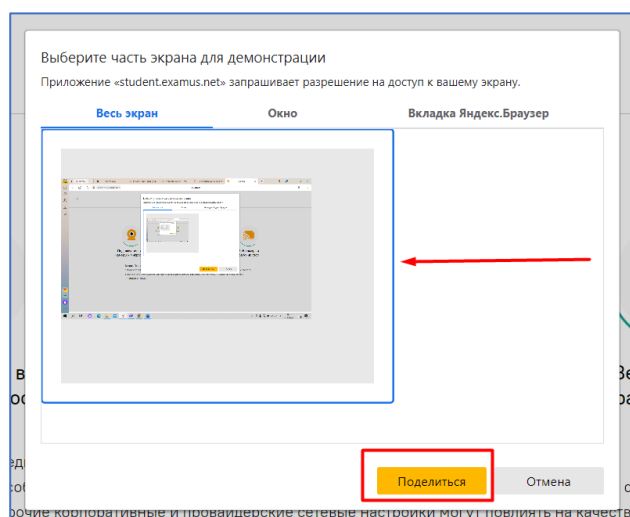 Выберите часть экрана для демонстрации
Приложение «student.examus.net» запрашивает разрешение на доступ к вашему экрану.
Весь экран Окно Вкладка Яндекс.Браузер
Поделиться Отмена
рочие корпоративные и провайдерские сетевые настройки могут повлиять на качеств